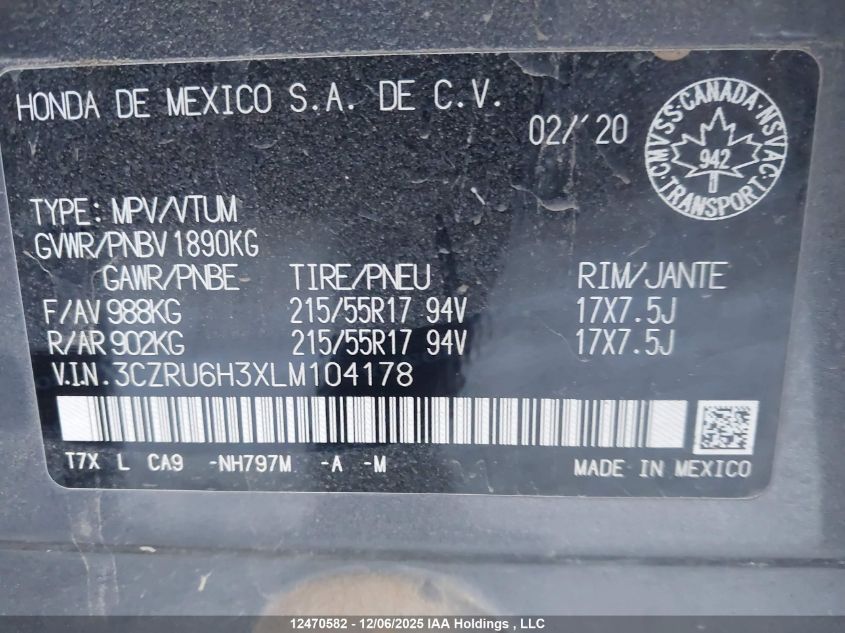 HONDA DE MEXICO S.A. DE C.V.
02/'20
CMVSS·CANADA·NSVAC·TRANSPORT
942
TYPE: MPV/VTUM
GVWR/PNBV 1890KG
GAWR/PNBE TIRE/PNEU RIM/JANTE
F/AV 988KG 215/55R17 94V 17X7.5J
R/AR 902KG 215/55R17 94V 17X7.5J
V.I.N. 3CZRU6H3XLM104178
T7X L CA9 -NH797M -A -M MADE IN MEXICO
12470582 - 12/06/2025 IAA Holdings , LLC